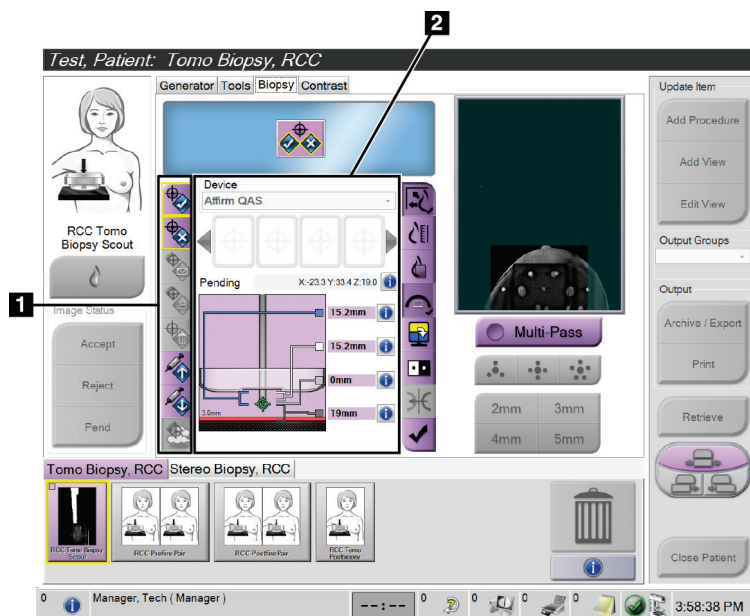 2
Test, Patient: Tomo Biopsy, RCC
Generator Tools Biopsy Contrast
Update Item
Add Procedure
Add View
Edit View
Output Groups
Output
Archive / Export
Print
Retrieve
Close Patient
RCC Tomo
Biopsy Scout
1
Image Status
Accept
Reject
Pend
Device
Affirm QAS
Pending X:-23.3 Y:33.4 Z:19.0
15.2mm
15.2mm
0mm
19mm
3.0mm
Multi-Pass
2mm 3mm
4mm 5mm
Tomo Biopsy, RCC Stereo Biopsy, RCC
RCC Tomo Biopsy
Scout
RCC Prefire Pair
RCC Postfire Pair
RCC Tomo
Postbiopsy
0 Manager, Tech ( Manager ) --:-- 0 0 0 0 3:58:38 PM